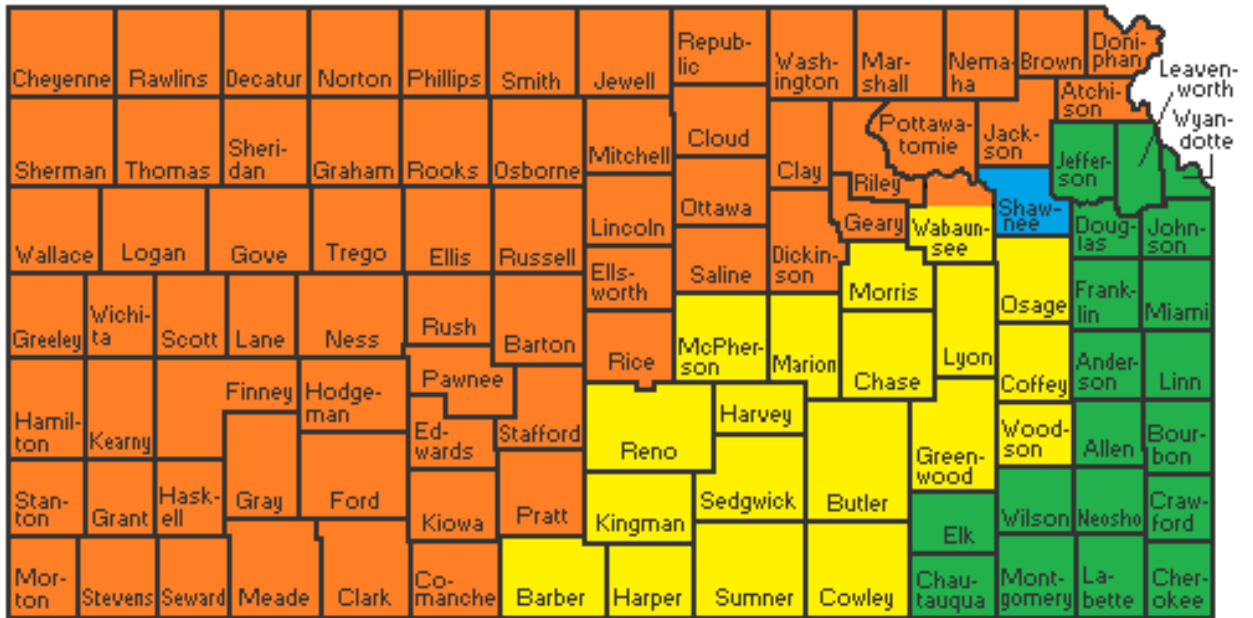 Cheyenne
Rawlins
Decatur
Norton
Phillips
Smith
Jewell
Repub-
lic
Wash-
ington
Mar-
shall
Nema-
ha
Brown
Doni-
phan
Leaven-
worth
Atchi-
son
Wyan-
dotte
Sherman
Thomas
Sheri-
dan
Graham
Rooks
Osborne
Mitchell
Cloud
Clay
Pottawa-
tomie
Jack-
son
Jeffer-
son
Riley
Shaw-
nee
Wallace
Logan
Gove
Trego
Ellis
Russell
Lincoln
Ottawa
Geary
Wabaun-
see
Doug-
las
John-
son
Ells-
worth
Saline
Dickin-
son
Morris
Osage
Frank-
lin
Miami
Greeley
Wichi-
ta
Scott
Lane
Ness
Rush
Barton
Rice
McPher-
son
Marion
Chase
Lyon
Coffey
Ander-
son
Linn
Hamil-
ton
Kearny
Finney
Hodge-
man
Pawnee
Ed-
wards
Stafford
Reno
Harvey
Green-
wood
Wood-
son
Allen
Bour-
bon
Stan-
ton
Grant
Hask-
ell
Gray
Ford
Kiowa
Pratt
Kingman
Sedgwick
Butler
Elk
Wilson
Neosho
Craw-
ford
Mor-
ton
Stevens
Seward
Meade
Clark
Co-
manche
Barber
Harper
Sumner
Cowley
Chau-
tauqua
Mont-
gomery
La-
bette
Cher-
okee